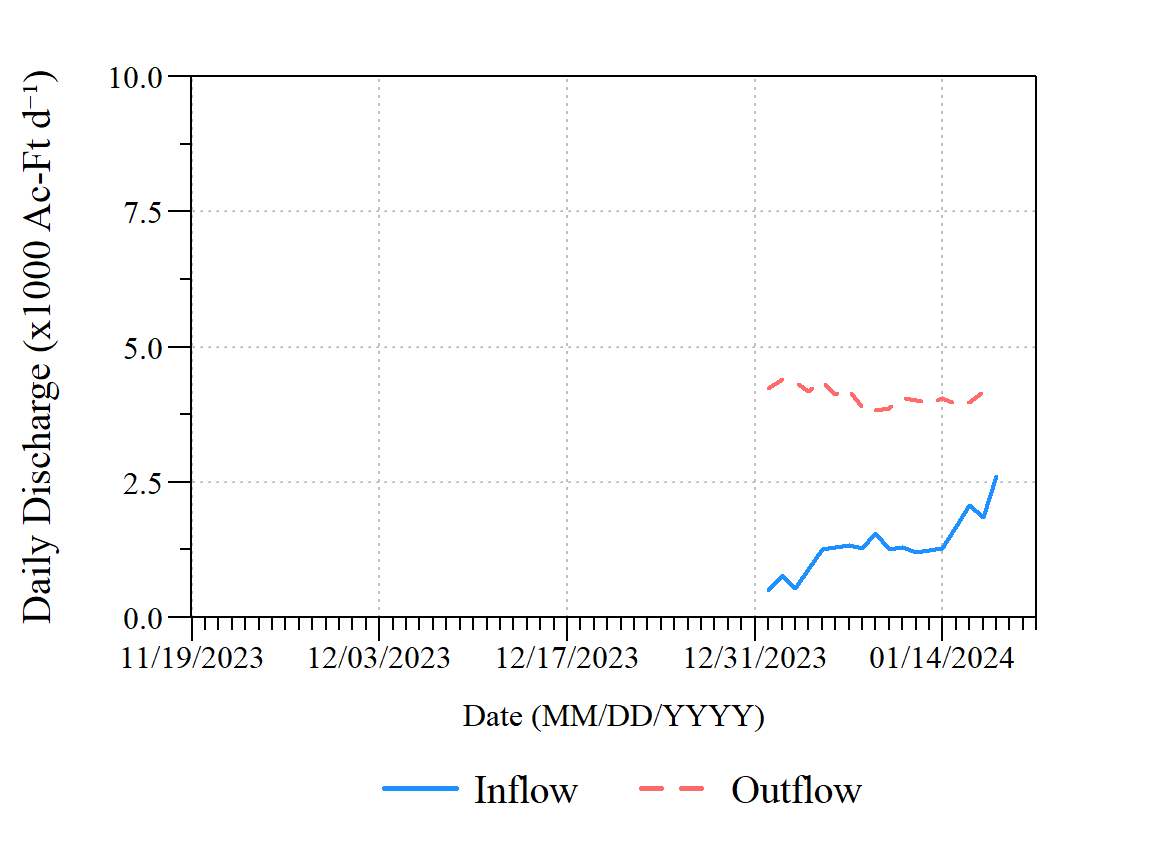 Daily Discharge (x1000 Ac-Ft d⁻¹)
10.0
7.5
5.0
2.5
0.0
11/19/2023 12/03/2023 12/17/2023 12/31/2023 01/14/2024
Date (MM/DD/YYYY)
Inflow Outflow